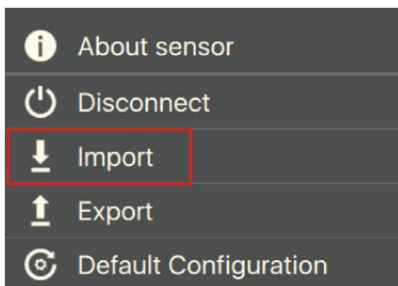 About sensor
Disconnect
Import
Export
Default Configuration